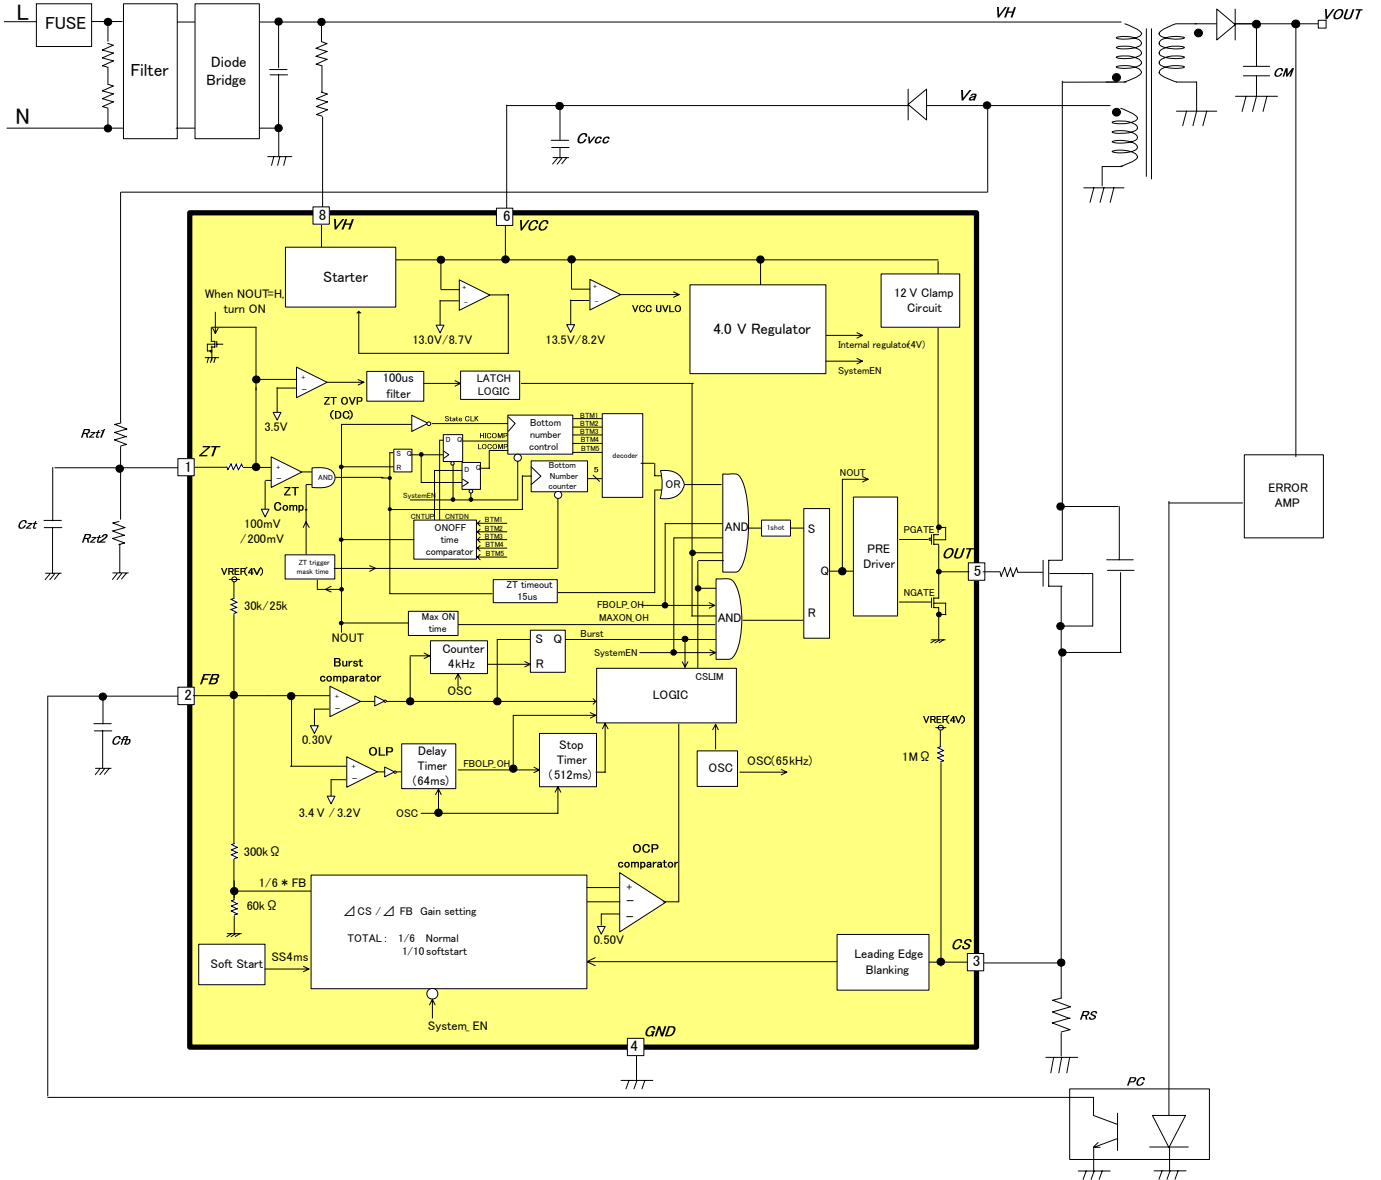 L
FUSE
VH
VOUT
Filter
Diode
Bridge
CM
N
Va
Cvcc
8
VH
6
VCC
Starter
12 V Clamp
Circuit
When NOUT=H,
turn ON
VCC UVLO
4.0 V Regulator
13.0V/8.7V
13.5V/8.2V
Internal regulator(4V)
SystemEN
100us
filter
LATCH
LOGIC
ZT OVP
(DC)
3.5V
State CLK
Bottom
number
control
BTM1
BTM2
BTM3
BTM4
BTM5
Rzt1
HICOMP
LOCOMP
D Q
D Q
S Q
R
decoder
ZT
1
Bottom
Number
counter
5
AND
OR
NOUT
ERROR
AMP
ZT
Comp.
SystemEN
100mV
/200mV
CNTUP
CNTDN
ONOFF
time
comparator
BTM1
BTM2
BTM3
BTM4
BTM5
AND
1shot
S
Q
R
PRE
Driver
PGATE
OUT
5
NGATE
Czt
Rzt2
ZT trigger
mask time
VREF(4V)
ZT timeout
15us
30k/25k
FBOLP_OH
MAXON_OH
AND
NOUT
Max ON
time
Burst
S Q
R
SystemEN
Counter
4kHz
OSC
Burst
comparator
FB
2
CSLIM
LOGIC
0.30V
Cfb
VREF(4V)
1MΩ
OLP
Delay
Timer
(64ms)
FBOLP_OH
Stop
Timer
(512ms)
OSC
OSC(65kHz)
3.4 V / 3.2V
OSC
300kΩ
OCP
comparator
1/6 * FB
60kΩ
⊿CS / ⊿ FB Gain setting
TOTAL : 1/6 Normal
1/10 softstart
0.50V
Soft Start
SS4ms
Leading Edge
Blanking
CS
3
RS
System_EN
GND
4
PC